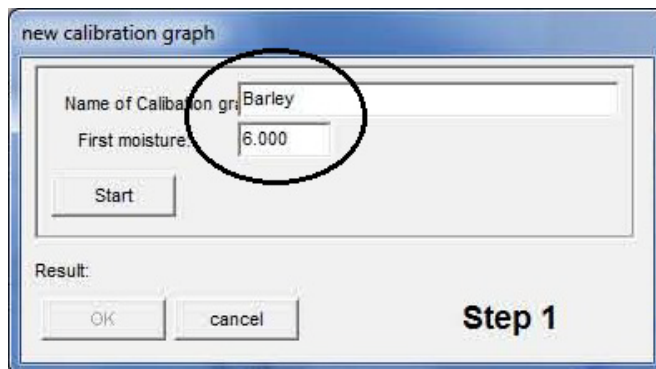 new calibration graph
Name of Calibation gra Barley
First moisture. 6.000
Start
Result:
OK cancel Step 1